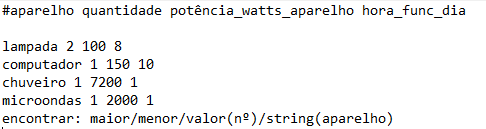 #aparelho quantidade potência_watts_aparelho hora_func_dia
lampada 2 100 8
computador 1 150 10
chuveiro 1 7200 1
microondas 1 2000 1
encontrar: maior/menor/valor(nº)/string(aparelho)